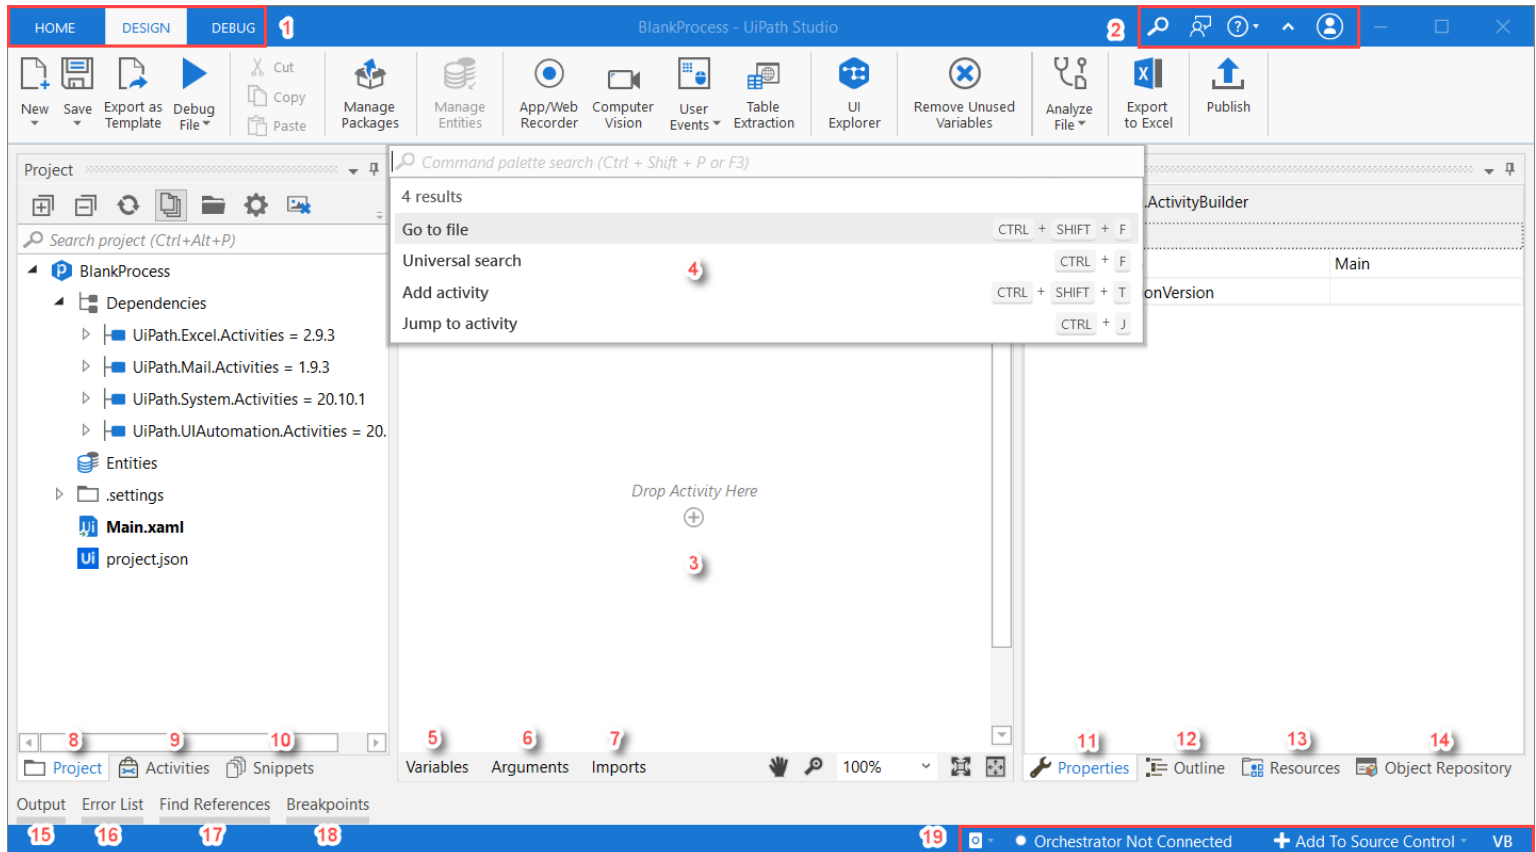 HOME DESIGN DEBUG 1 BlankProcess - UiPath Studio 2
New Save Export as Template Debug File Cut Copy Paste Manage Packages Manage Entities App/Web Recorder Computer Vision User Events Table Extraction UI Explorer Remove Unused Variables Analyze File Export to Excel Publish
Project
Command palette search (Ctrl + Shift + P or F3)
4 results
Go to file CTRL + SHIFT + F
Universal search CTRL + F
Add activity CTRL + SHIFT + T
Jump to activity CTRL + J
4
.ActivityBuilder
Main
onVersion
Search project (Ctrl+Alt+P)
BlankProcess
Dependencies
UiPath.Excel.Activities = 2.9.3
UiPath.Mail.Activities = 1.9.3
UiPath.System.Activities = 20.10.1
UiPath.UIAutomation.Activities = 20.
Entities
.settings
Ui Main.xaml
Ui project.json
Drop Activity Here
3
8 9 10 5 6 7 11 12 13 14
Project Activities Snippets Variables Arguments Imports 100% Properties Outline Resources Object Repository
Output Error List Find References Breakpoints
15 16 17 18 19 Orchestrator Not Connected Add To Source Control VB